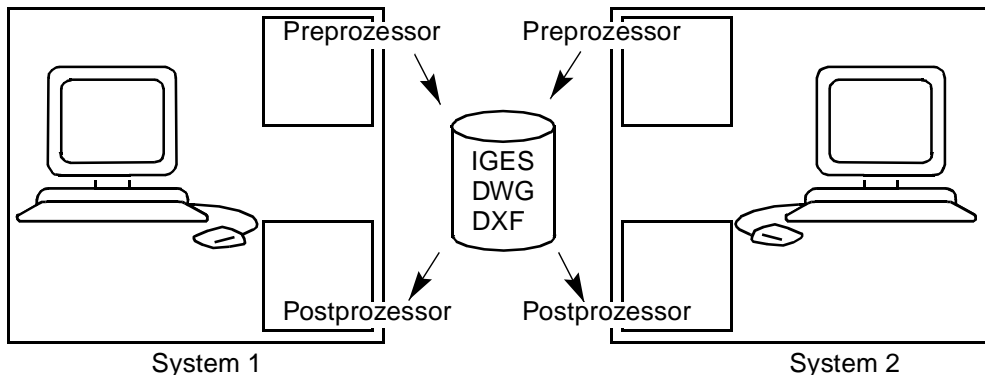 Preprozessor
Preprozessor
IGES
DWG
DXF
Postprozessor
Postprozessor
System 1
System 2